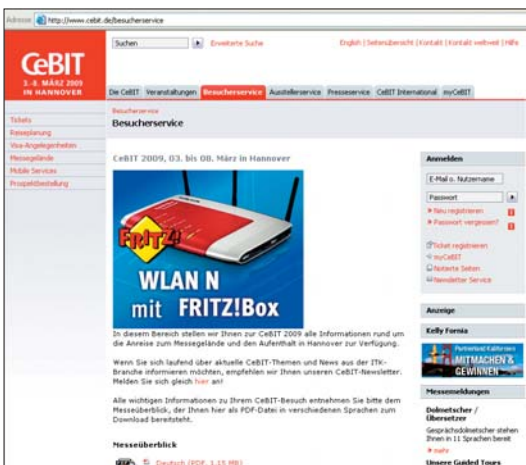 Adresse http://www.cebit.de/besucherservice
Suchen
Erweiterte Suche
English | Seitenübersicht | Kontakt | Kontakt weltweit | Hilfe
CeBIT
3.-8. MÄRZ 2009
IN HANNOVER
Die CeBIT Veranstaltungen Besucherservice Ausstellerservice Presseservice CeBIT International myCeBIT
Besucherservice
Besucherservice
Tickets
Reiseplanung
Visa-Angelegenheiten
Messegelände
Mobile Services
Prospektbestellung
CeBIT 2009, 03. bis 08. März in Hannover
FRITZ!
WLAN N
mit FRITZ!Box
In diesem Bereich stellen wir Ihnen zur CeBIT 2009 alle Informationen rund um
die Anreise zum Messegelände und den Aufenthalt in Hannover zur Verfügung.
Wenn Sie sich laufend über aktuelle CeBIT-Themen und News aus der ITK-
Branche informieren möchten, empfehlen wir Ihnen unseren CeBIT-Newsletter.
Melden Sie sich gleich hier an!
Alle wichtigen Informationen zu Ihrem CeBIT-Besuch entnehmen Sie bitte dem
Messeüberblick, der Ihnen hier als PDF-Datei in verschiedenen Sprachen zum
Download bereitsteht.
Messeüberblick
Deutsch (PDF, 1.15 MB)
Anmelden
E-Mail o. Nutzername
Passwort
Neu registrieren
Passwort vergessen?
Ticket registrieren
myCeBIT
Notierte Seiten
Newsletter Service
Anzeige
Kelly Fornia
Partnerland Kalifornien
MITMACHEN &
GEWINNEN
Messemeldungen
Dolmetscher /
Übersetzer
Gesprächsdolmetscher stehen
Ihnen in 11 Sprachen bereit
mehr
Unsere Guided Tours